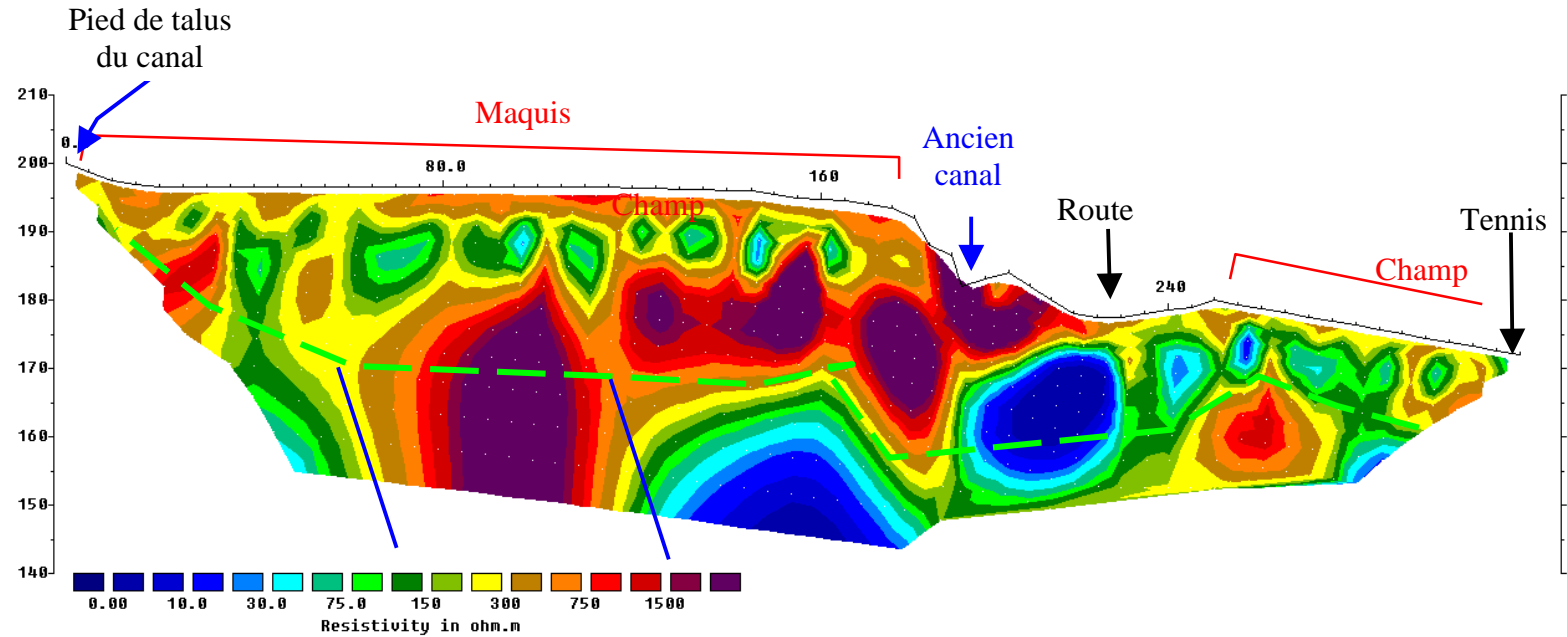 Pied de talus
du canal
210
Maquis
Ancien
canal
0.
200
80.0
160
Champ
190
Route
Tennis
Champ
240
180
170
160
150
140
0.00 10.0 30.0 75.0 150 300 750 1500
Resistivity in ohm.m